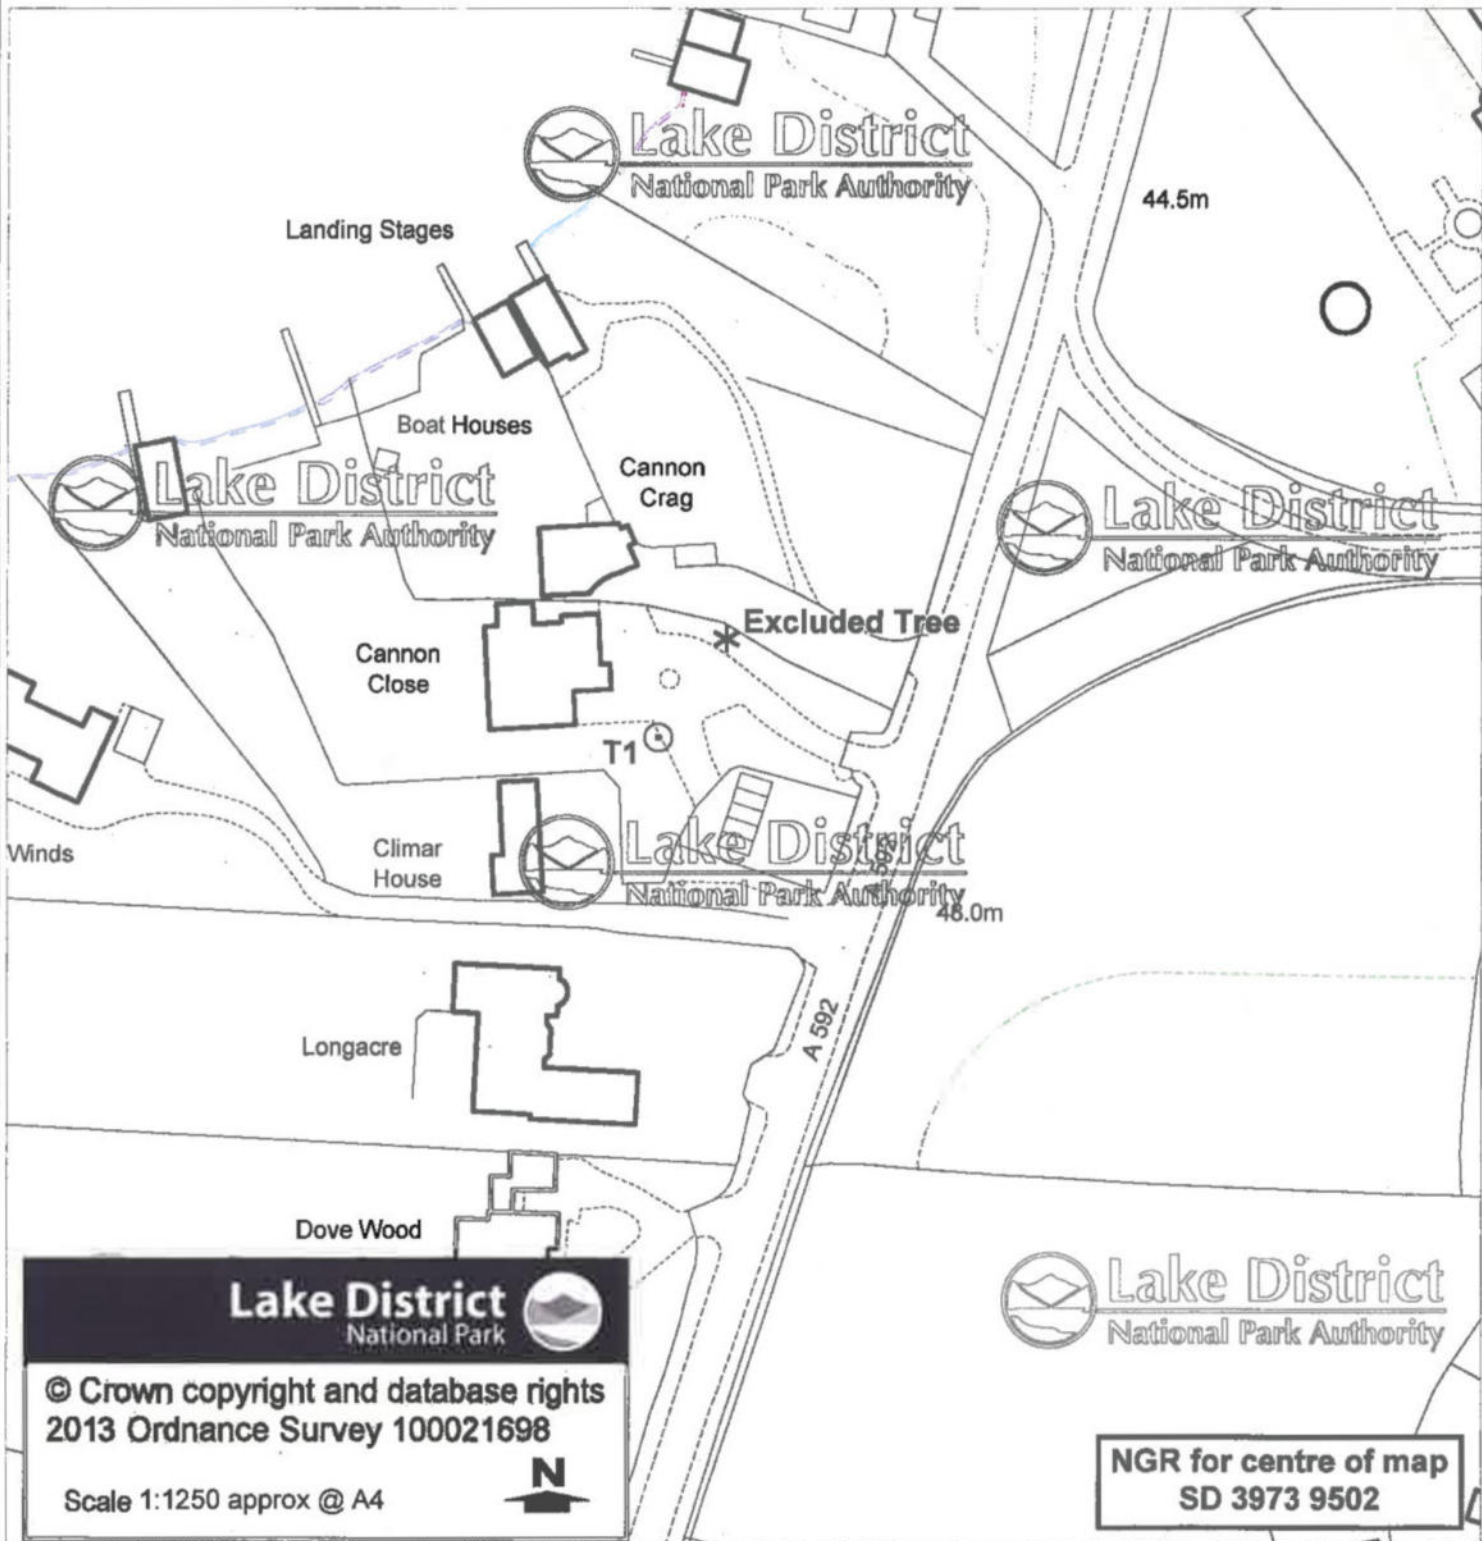 Lake District
National Park Authority
44.5m
Landing Stages
Boat Houses
Cannon
Crag
Lake District
National Park Authority
Lake District
National Park Authority
Excluded Tree
Cannon
Close
T1
Winds
Climar
House
Lake District
National Park Authority
48.0m
A 592
Longacre
Dove Wood
Lake District
National Park
© Crown copyright and database rights
2013 Ordnance Survey 100021698
Scale 1:1250 approx @ A4
N
Lake District
National Park Authority
NGR for centre of map
SD 3973 9502